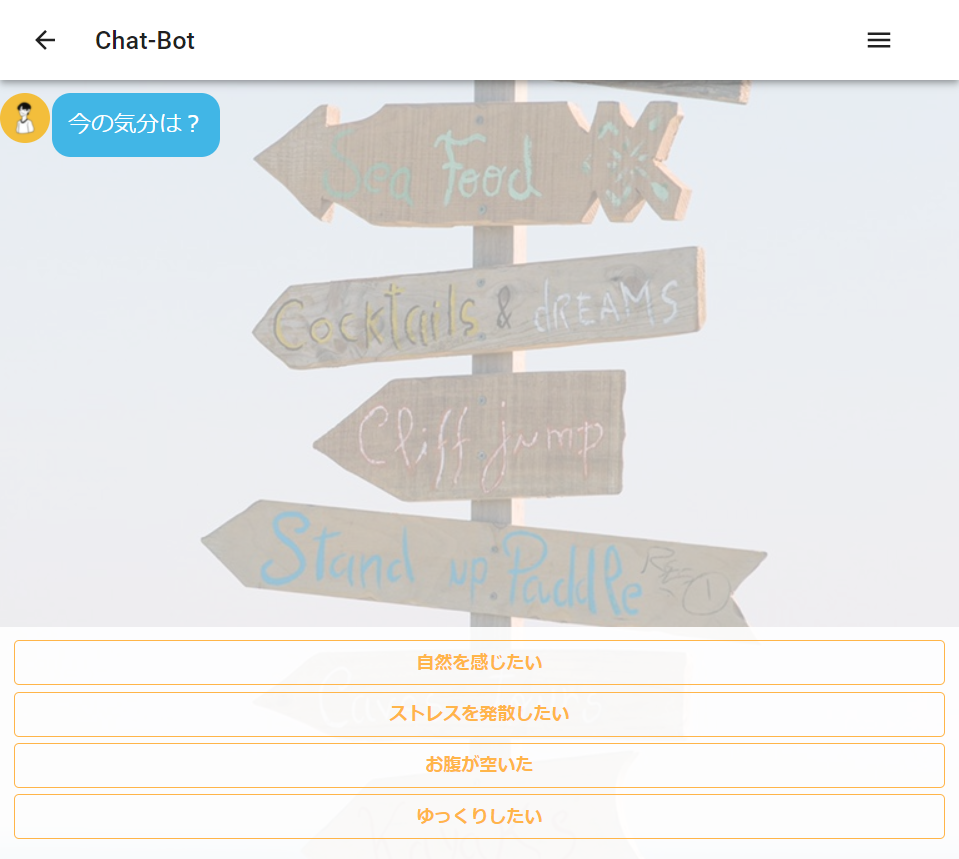 Chat-Bot
今の気分は？
Sea Food
Cocktails & dREAMS
Cliff jump
Stand up Paddle
自然を感じたい
ストレスを発散したい
お腹が空いた
ゆっくりしたい